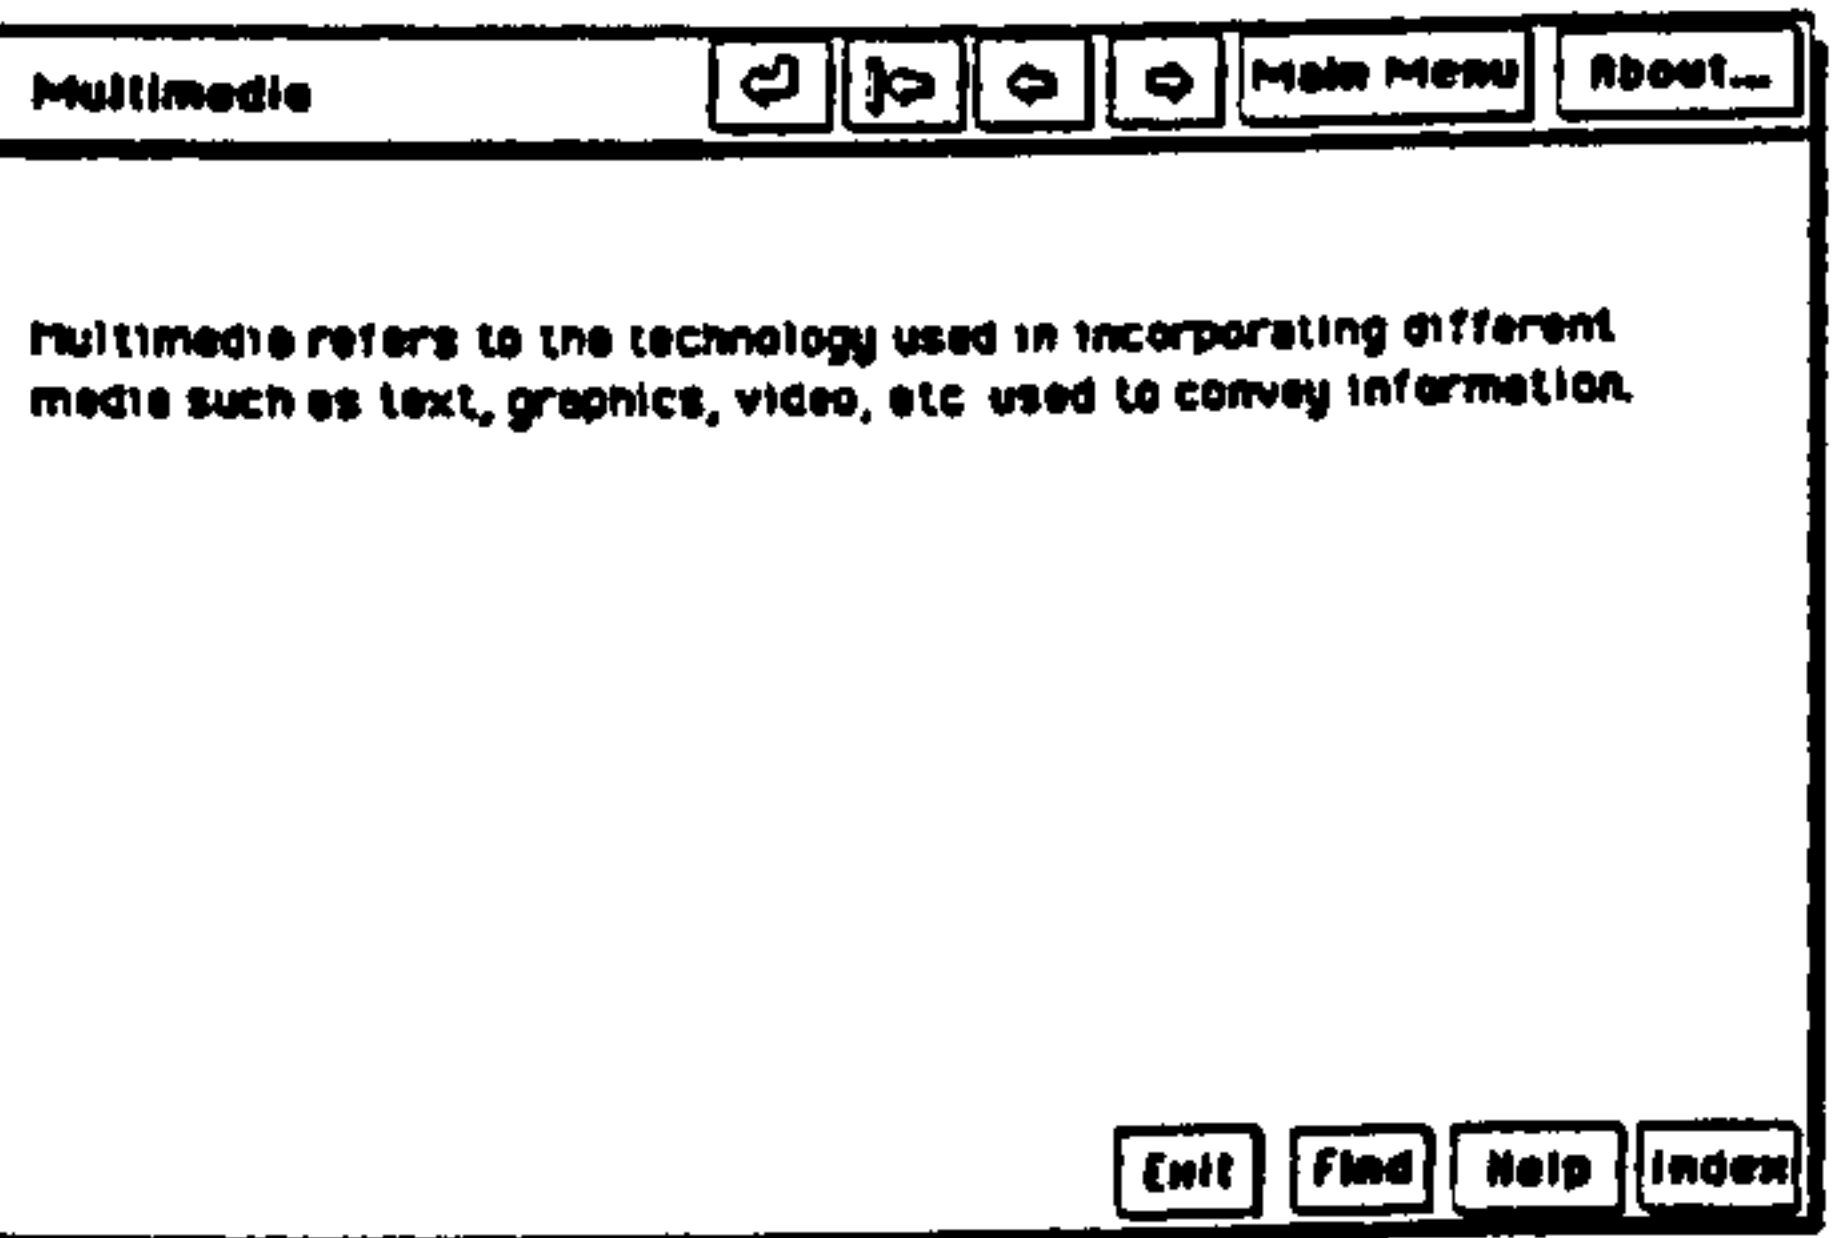 Multimedia
Main Menu
About...
Multimedia refers to the technology used in incorporating different
media such as text, graphics, video, etc used to convey information.
Exit
Find
Help
Index